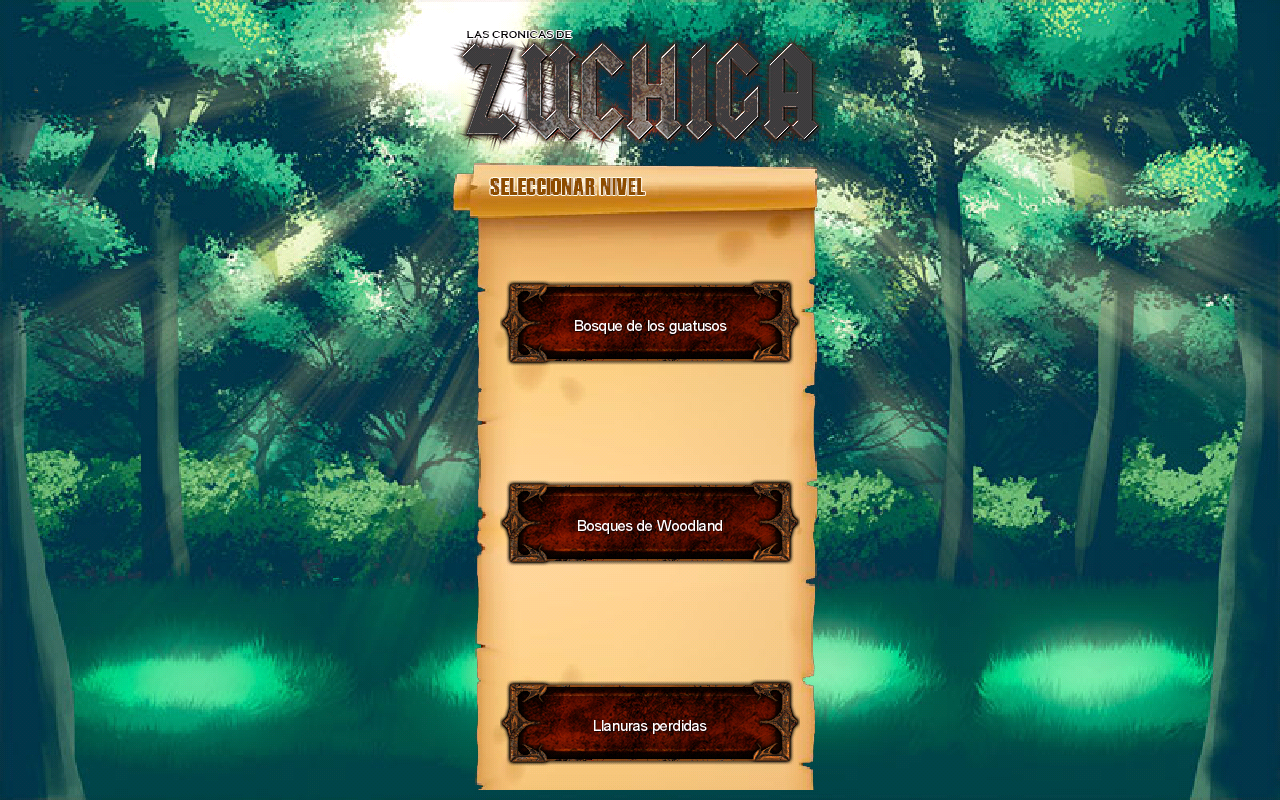 LAS CRONICAS DE
ZUCHIGA
SELECCIONAR NIVEL
Bosque de los guatusos
Bosques de Woodland
Llanuras perdidas